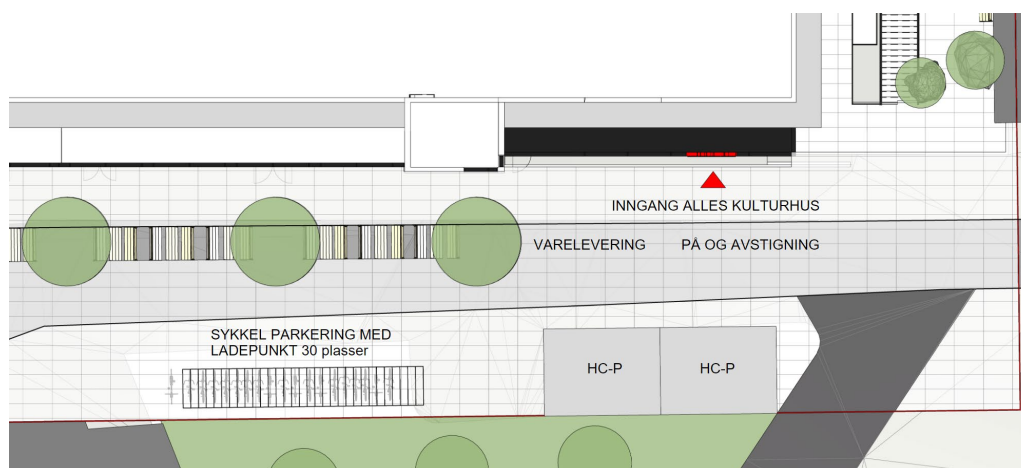 INNGANG ALLES KULTURHUS
VARELEVERING PÅ OG AVSTIGNING
SYKKEL PARKERING MED
LADEPUNKT 30 plasser
HC-P HC-P